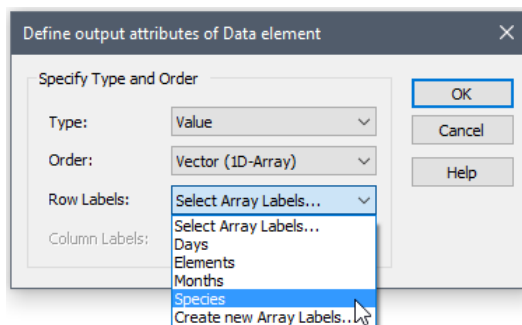 Define output attributes of Data element
Specify Type and Order
OK
Type: Value
Cancel
Order: Vector (1D-Array)
Help
Row Labels: Select Array Labels...
Select Array Labels...
Column Labels:
Days
Elements
Months
Species
Create new Array Labels...